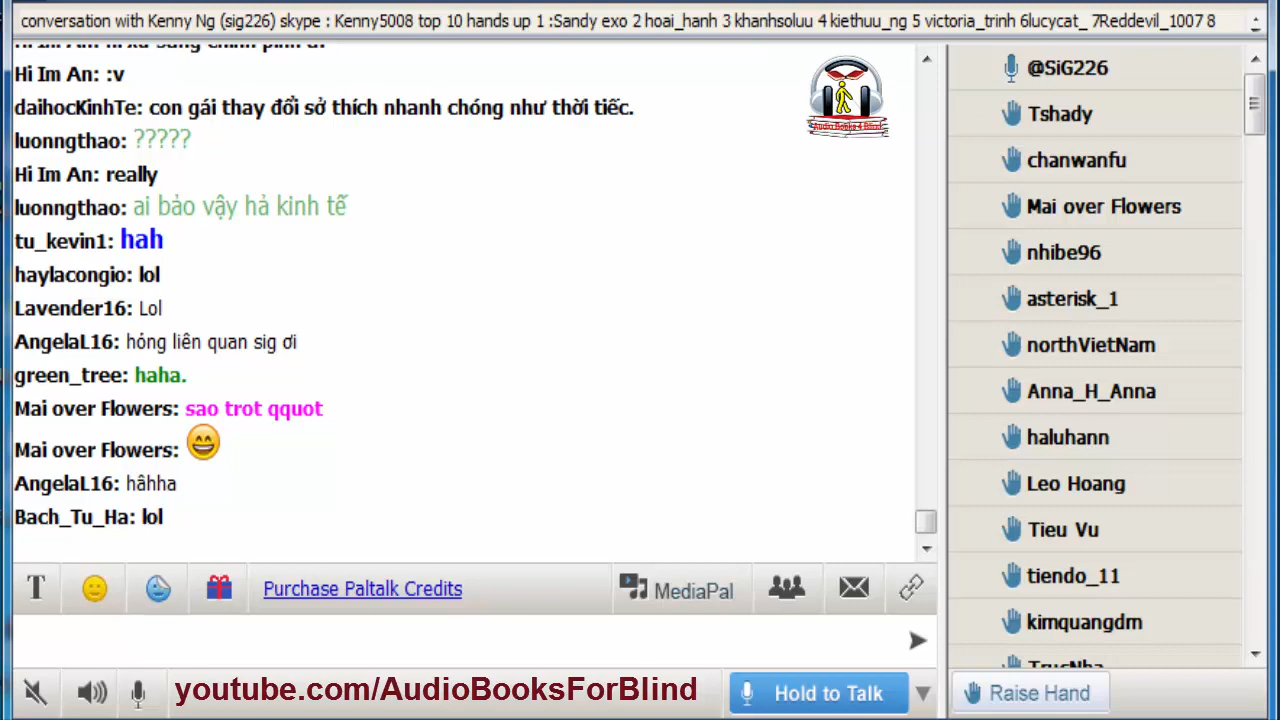 conversation with Kenny Ng (sig226) skype : Kenny5008 top 10 hands up 1 :Sandy exo 2 hoai_hanh 3 khanhsoluu 4 kiethuu_ng 5 victoria_trinh 6lucycat_ 7Reddevil_1007 8
Hi Im An: :v
daihocKinhTe: con gái thay đổi sở thích nhanh chóng như thời tiếc.
luonngthao: ?????
Hi Im An: really
luonngthao: ai bảo vậy hả kinh tế
tu_kevin1: hah
haylacongio: lol
Lavender16: Lol
AngelaL16: hỏng liên quan sig ơi
green_tree: haha.
Mai over Flowers: sao trot qquot
Mai over Flowers:
AngelaL16: hâhha
Bach_Tu_Ha: lol
Audio Books 4 Blind
@SiG226
Tshady
chanwanfu
Mai over Flowers
nhibe96
asterisk_1
northVietNam
Anna_H_Anna
haluhann
Leo Hoang
Tieu Vu
tiendo_11
kimquangdm
TrucNha
T
Purchase Paltalk Credits
MediaPal
youtube.com/AudioBooksForBlind
Hold to Talk
Raise Hand